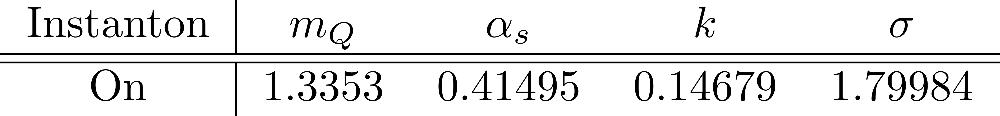 Instanton m_Q α_s k σ
On 1.3353 0.41495 0.14679 1.79984